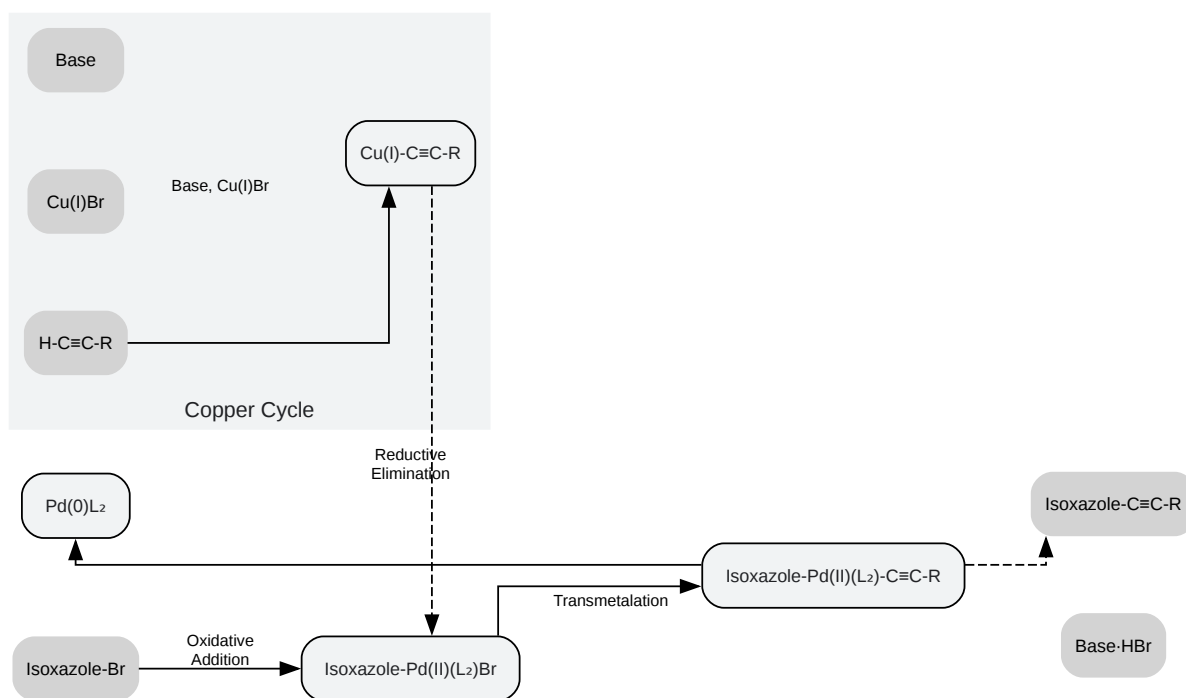 Base
Cu(I)-C≡C-R
Base, Cu(I)Br
Cu(I)Br
H-C≡C-R
Copper Cycle
Reductive
Elimination
Pd(0)L₂
Isoxazole-C≡C-R
Isoxazole-Pd(II)(L₂)-C≡C-R
Transmetalation
Oxidative
Addition
Isoxazole-Br
Isoxazole-Pd(II)(L₂)Br
Base·HBr